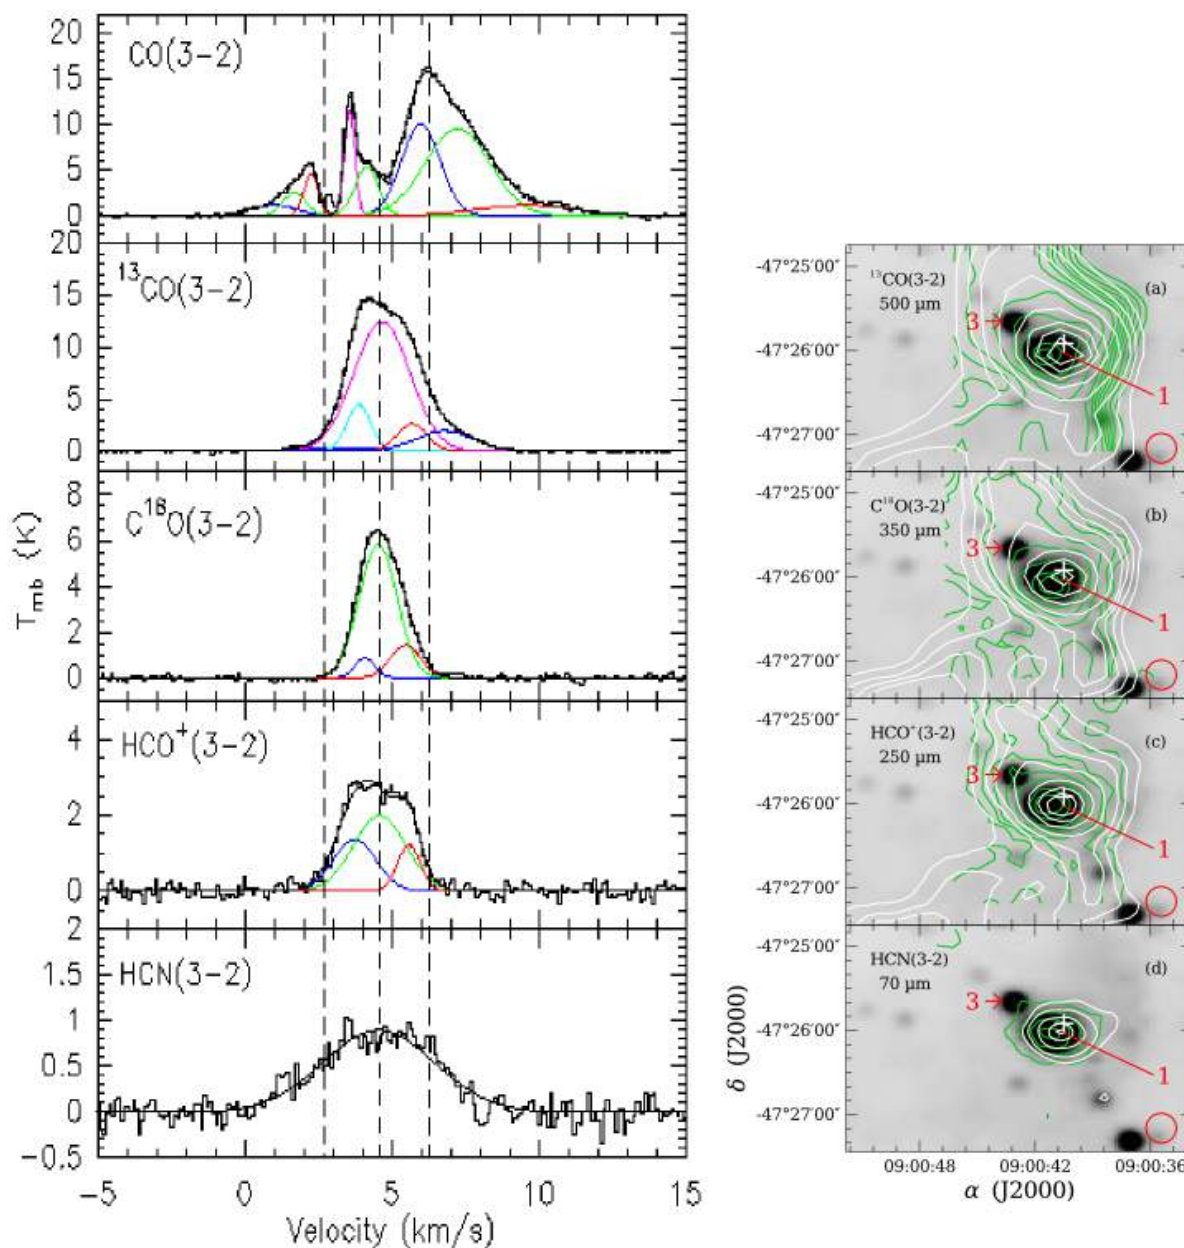 20
15
10
5
0
CO(3-2)
20
15
10
5
0
¹³CO(3-2)
8
6
4
2
0
C¹⁸O(3-2)
T_mb (K)
4
2
0
HCO⁺(3-2)
2
1.5
1
0.5
0
-0.5
HCN(3-2)
-5 0 5 10 15
Velocity (km/s)
-47°25′00″
-47°26′00″
-47°27′00″
¹³CO(3-2)
500 μm
(a)
3
1
-47°25′00″
-47°26′00″
-47°27′00″
C¹⁸O(3-2)
350 μm
(b)
3
1
-47°25′00″
-47°26′00″
-47°27′00″
HCO⁺(3-2)
250 μm
(c)
3
1
-47°25′00″
-47°26′00″
-47°27′00″
HCN(3-2)
70 μm
(d)
3
1
δ (J2000)
09:00:48 09:00:42 09:00:36
α (J2000)